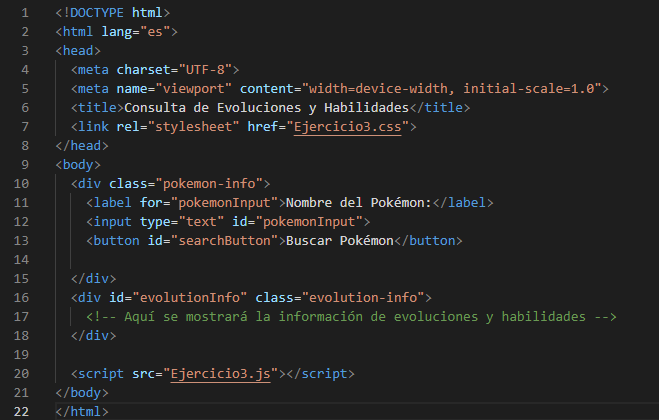 1 <!DOCTYPE html>
2 <html lang="es">
3 <head>
4 <meta charset="UTF-8">
5 <meta name="viewport" content="width=device-width, initial-scale=1.0">
6 <title>Consulta de Evoluciones y Habilidades</title>
7 <link rel="stylesheet" href="Ejercicio3.css">
8 </head>
9 <body>
10 <div class="pokemon-info">
11 <label for="pokemonInput">Nombre del Pokémon:</label>
12 <input type="text" id="pokemonInput">
13 <button id="searchButton">Buscar Pokémon</button>
14
15 </div>
16 <div id="evolutionInfo" class="evolution-info">
17 <!-- Aquí se mostrará la información de evoluciones y habilidades -->
18 </div>
19
20 <script src="Ejercicio3.js"></script>
21 </body>
22 </html>